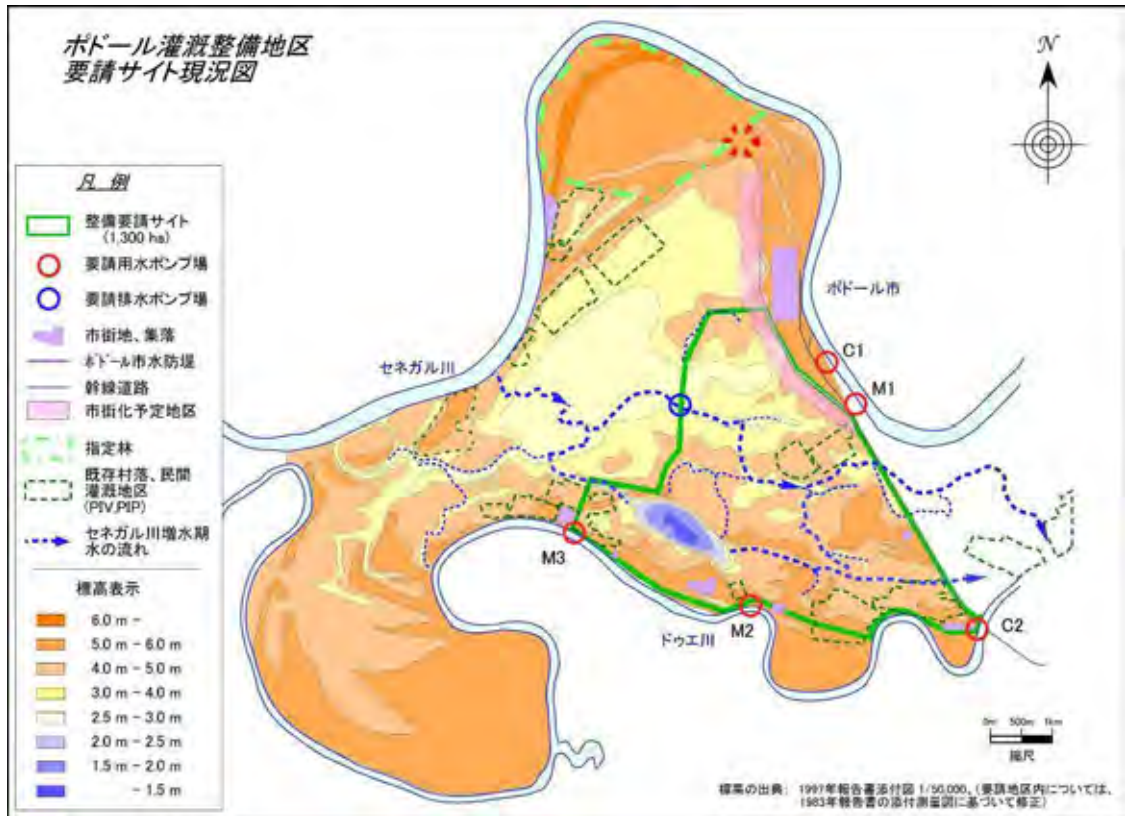 ポドール灌漑整備地区
要請サイト現況図
N
凡 例
整備要請サイト
(1,300 ha)
要請用水ポンプ場
要請排水ポンプ場
市街地、集落
ポドール市水防堤
幹線道路
市街化予定地区
指定林
既存村落、民間
灌漑地区
(PIV,PIP)
セネガル川増水期
水の流れ
標高表示
6.0 m -
5.0 m - 6.0 m
4.0 m - 5.0 m
3.0 m - 4.0 m
2.5 m - 3.0 m
2.0 m - 2.5 m
1.5 m - 2.0 m
- 1.5 m
ポドール市
セネガル川
C1
M1
M3
M2
C2
ドゥエ川
0m 500m 1km
縮尺
標高の出典: 1997年報告書添付図 1/50,000、(要請地区内については、
1983年報告書の添付測量図に基づいて修正)